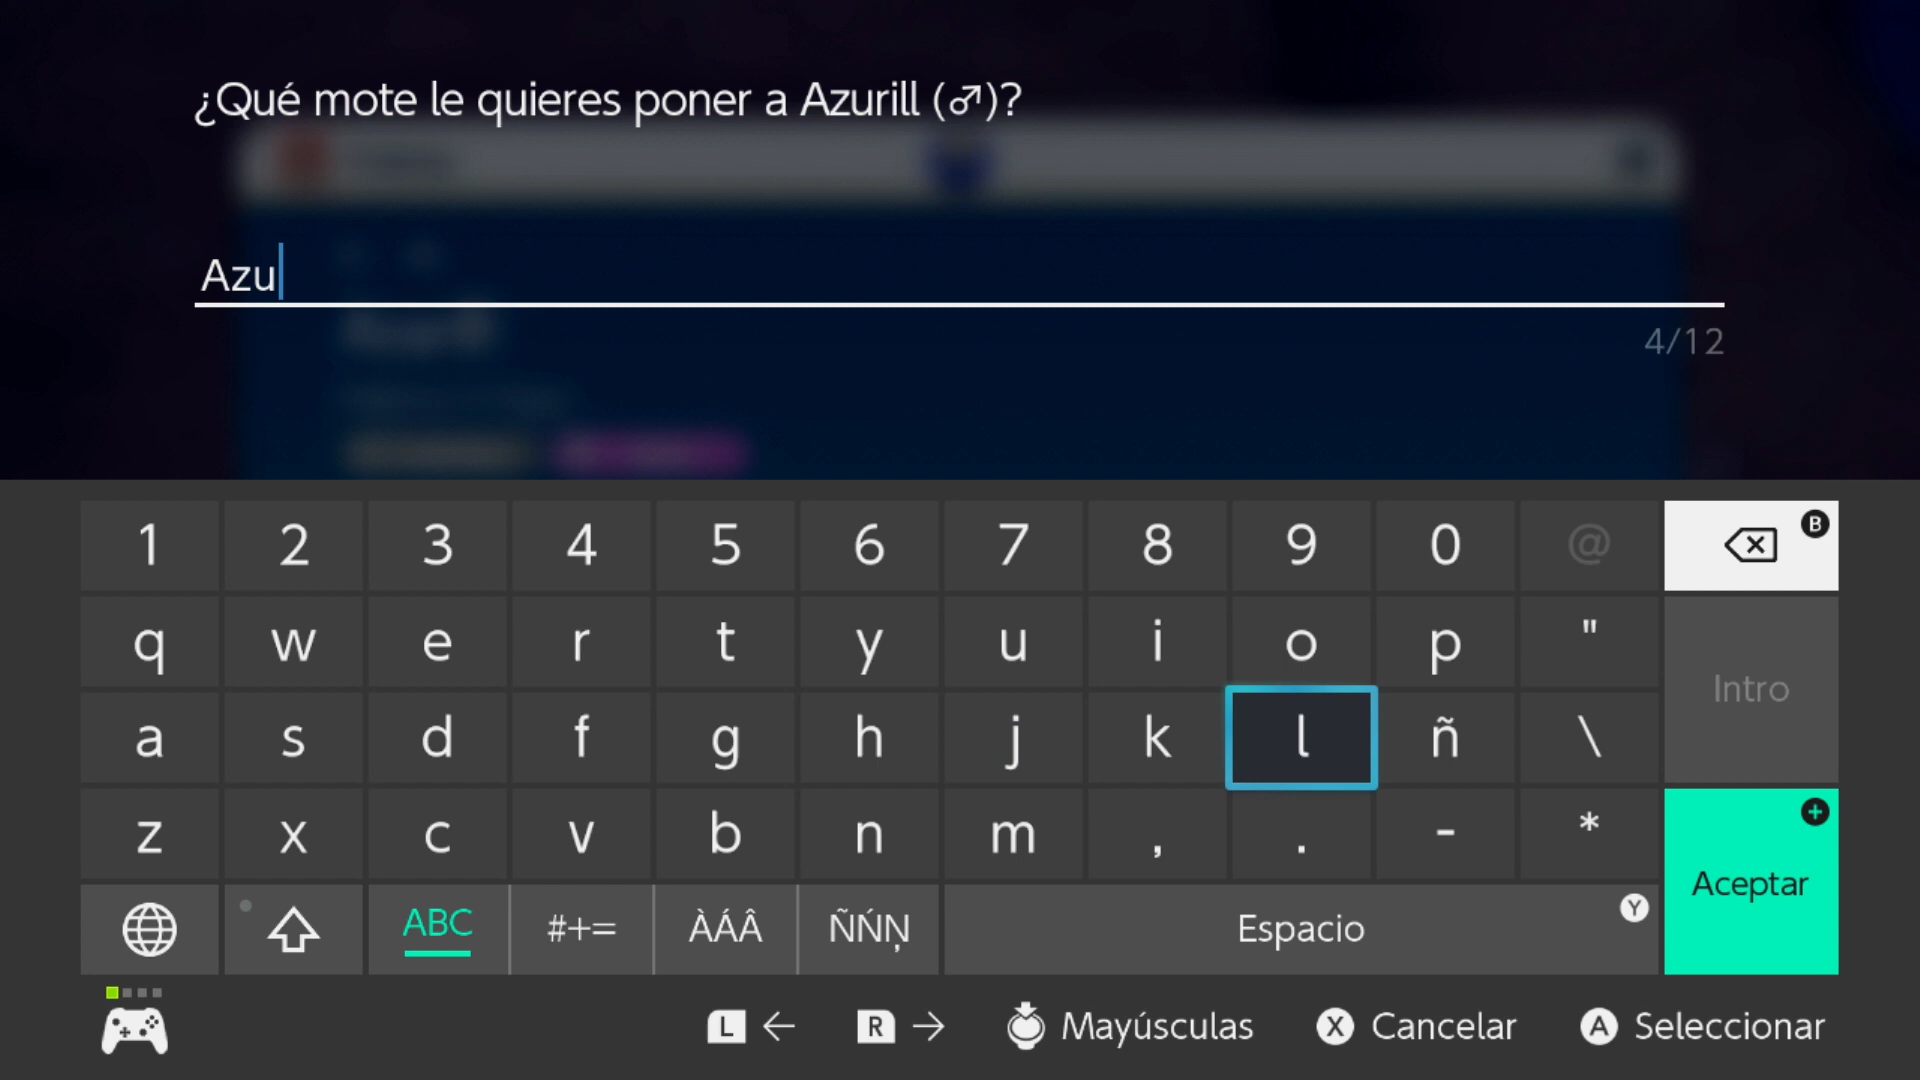 ¿Qué mote le quieres poner a Azurill (♂)?
Azu
4/12
1 2 3 4 5 6 7 8 9 0 @ B
q w e r t y u i o p " Intro
a s d f g h j k l ñ \
z x c v b n m , . - * + Aceptar
ABC #+= ÀÁÂ ÑŃŅ Espacio Y
L ← R → Mayúsculas X Cancelar A Seleccionar